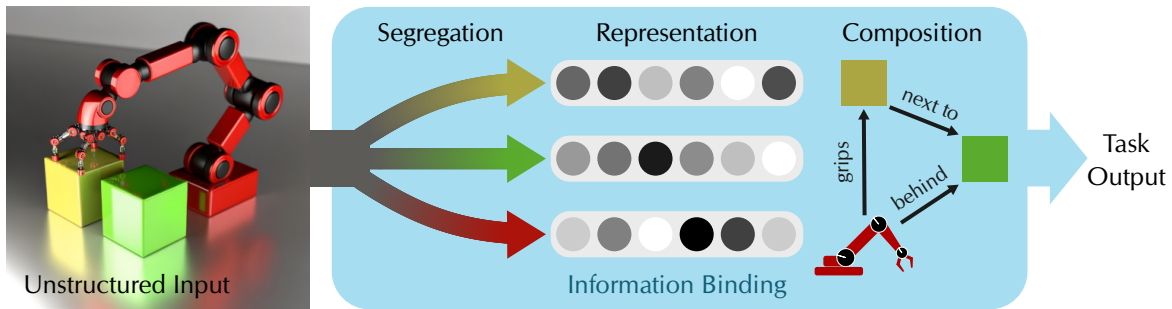 Segregation
Representation
Composition
next to
grips
behind
Task
Output
Unstructured Input
Information Binding